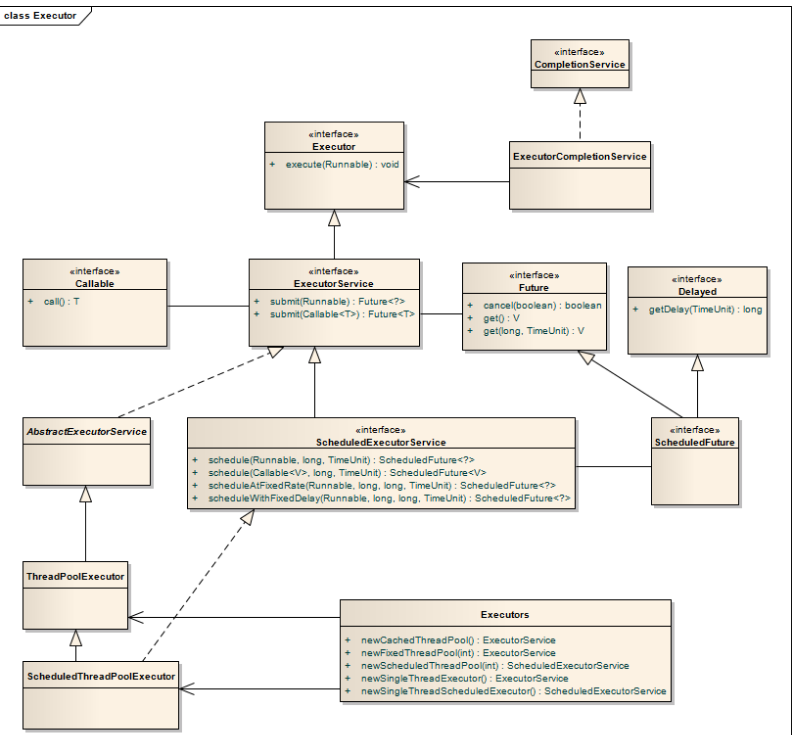 class Executor
«interface»
CompletionService
«interface»
Executor
+ execute(Runnable) : void
ExecutorCompletionService
«interface»
Callable
+ call() : T
«interface»
ExecutorService
+ submit(Runnable) : Future<?>
+ submit(Callable<T>) : Future<T>
«interface»
Future
+ cancel(boolean) : boolean
+ get() : V
+ get(long, TimeUnit) : V
«interface»
Delayed
+ getDelay(TimeUnit) : long
AbstractExecutorService
«interface»
ScheduledExecutorService
+ schedule(Runnable, long, TimeUnit) : ScheduledFuture<?>
+ schedule(Callable<V>, long, TimeUnit) : ScheduledFuture<V>
+ scheduleAtFixedRate(Runnable, long, long, TimeUnit) : ScheduledFuture<?>
+ scheduleWithFixedDelay(Runnable, long, long, TimeUnit) : ScheduledFuture<?>
«interface»
ScheduledFuture
ThreadPoolExecutor
Executors
+ newCachedThreadPool() : ExecutorService
+ newFixedThreadPool(int) : ExecutorService
+ newScheduledThreadPool(int) : ScheduledExecutorService
+ newSingleThreadExecutor() : ExecutorService
+ newSingleThreadScheduledExecutor() : ScheduledExecutorService
ScheduledThreadPoolExecutor